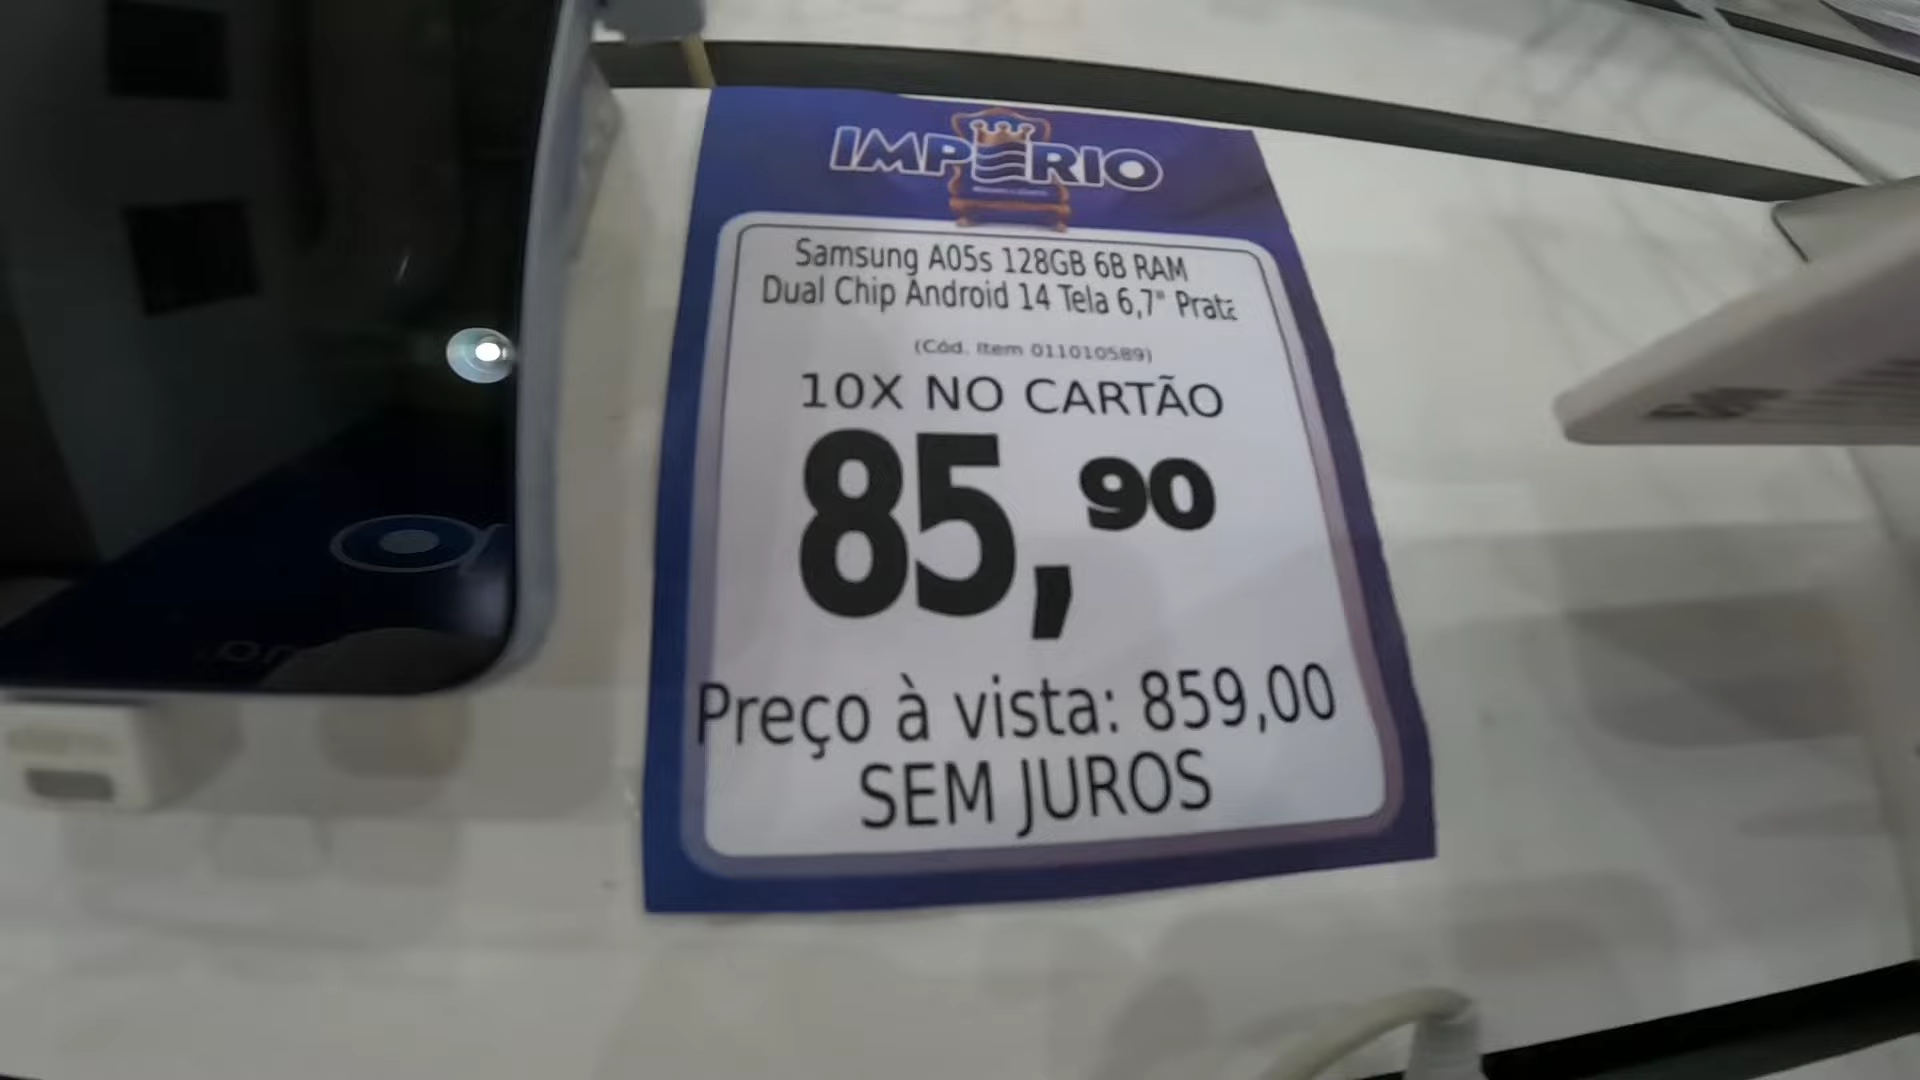 IMPÉRIO
Samsung A05s 128GB 6B RAM
Dual Chip Android 14 Tela 6,7" Prata
(Cód. Item 011010589)
10X NO CARTÃO
85,90
Preço à vista: 859,00
SEM JUROS